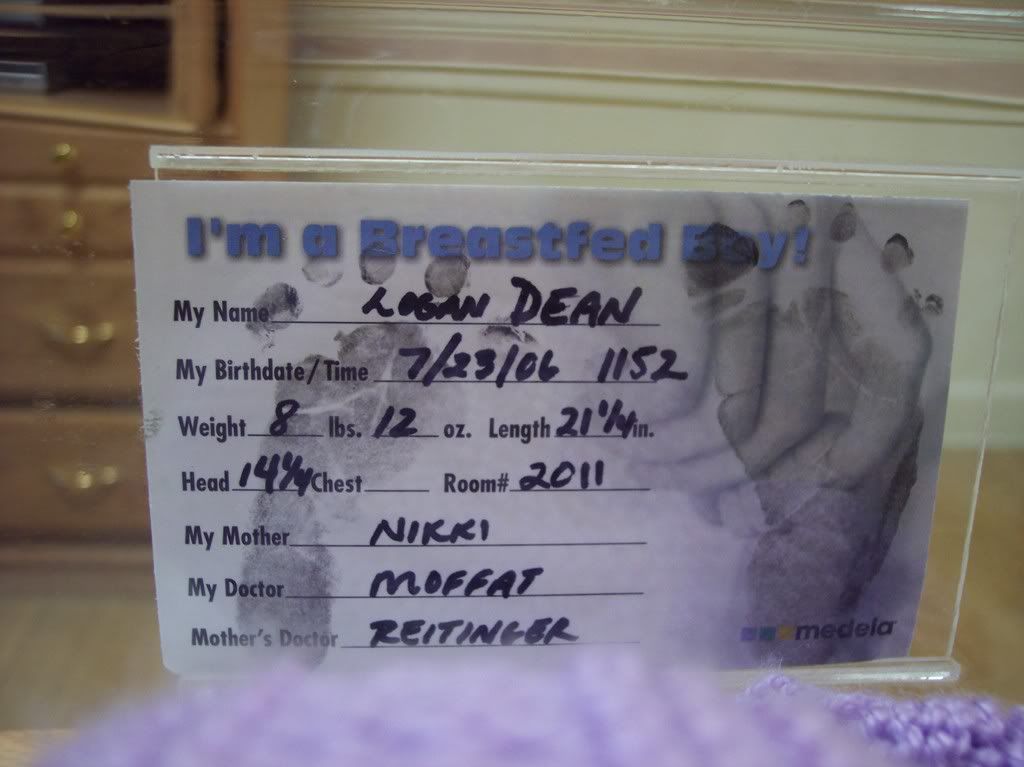 I'm a Breastfed Boy!
My Name LOGAN DEAN
My Birthdate/Time 7/23/06 1152
Weight 8 lbs. 12 oz. Length 21 1/4 in.
Head 14 1/4 Chest Room# 2011
My Mother NIKKI
My Doctor MOFFAT
Mother's Doctor REITINGER
medela